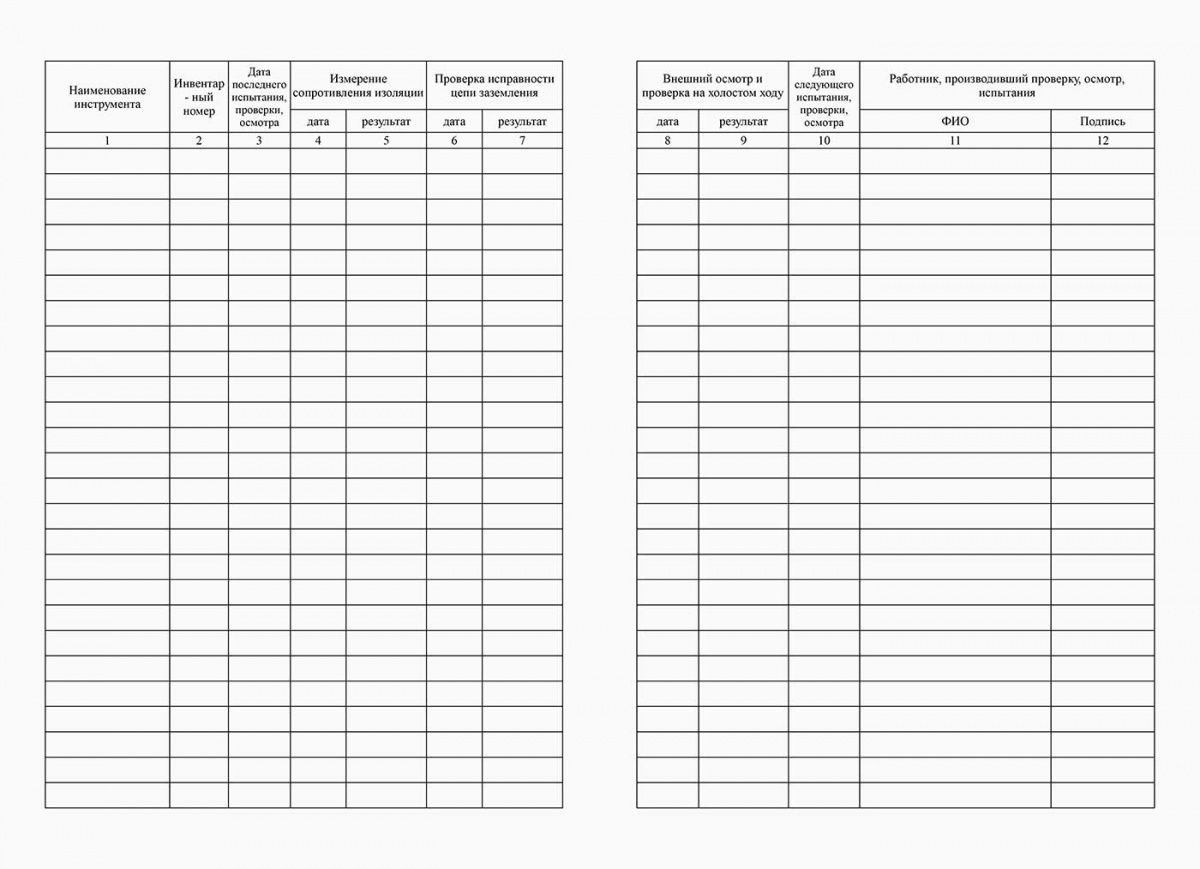 Наименование
инструмента
Инвентар
- ный
номер
Дата
последнего
испытания,
проверки,
осмотра
Измерение
сопротивления изоляции
Проверка исправности
цепи заземления
дата
результат
дата
результат
1
2
3
4
5
6
7
Внешний осмотр и
проверка на холостом ходу
Дата
следующего
испытания,
проверки,
осмотра
Работник, производивший проверку, осмотр,
испытания
дата
результат
ФИО
Подпись
8
9
10
11
12